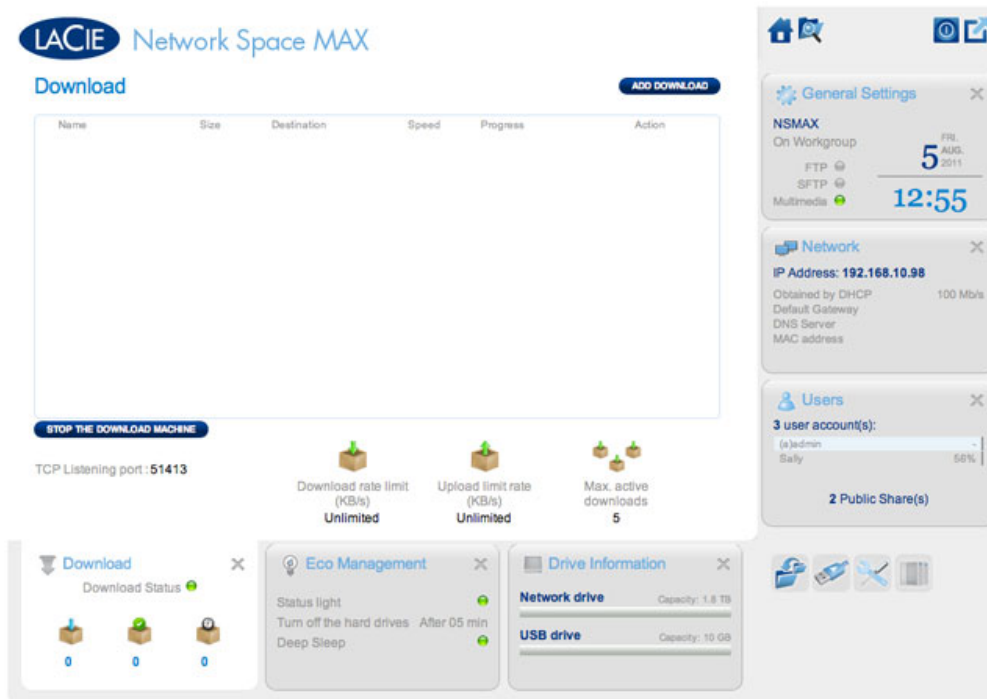 LACIE Network Space MAX
Download
ADD DOWNLOAD
Name Size Destination Speed Progress Action
STOP THE DOWNLOAD MACHINE
TCP Listening port : 51413
Download rate limit (KB/s)
Unlimited
Upload limit rate (KB/s)
Unlimited
Max. active downloads
5
General Settings
NSMAX
On Workgroup
FTP
SFTP
Multimedia
FRI.
5 AUG.
2011
12:55
Network
IP Address: 192.168.10.98
Obtained by DHCP 100 Mb/s
Default Gateway
DNS Server
MAC address
Users
3 user account(s):
(a)admin -
Sally 56%
2 Public Share(s)
Download
Download Status
0 0 0
Eco Management
Status light
Turn off the hard drives After 05 min
Deep Sleep
Drive Information
Network drive Capacity: 1.8 TB
USB drive Capacity: 10 GB